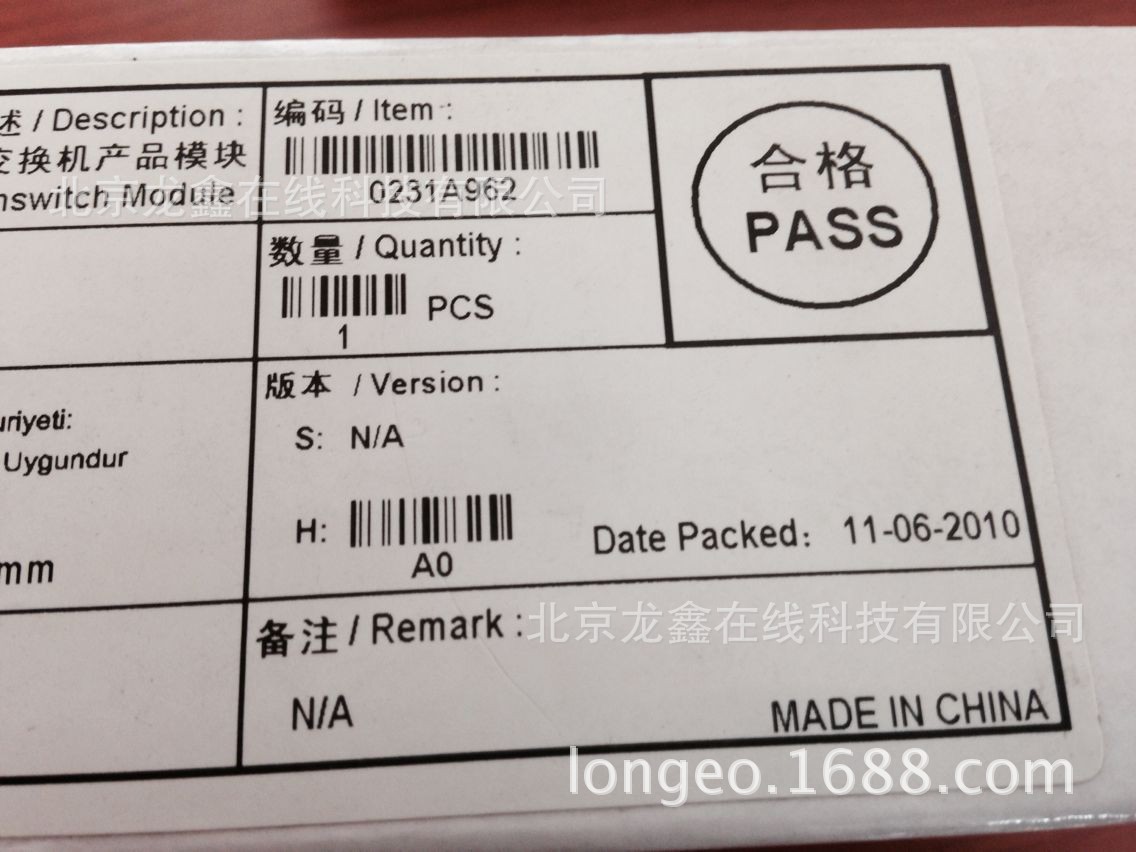 述 / Description :
交换机产品模块
nswitch Module
编码 / Item :
0231A962
合格
PASS
数量 / Quantity :
PCS
1
版本 / Version :
S: N/A
H:
A0
Date Packed: 11-06-2010
uriyeti:
Uygundur
mm
备注 / Remark :
N/A
MADE IN CHINA
北京龙鑫在线科技有限公司
北京龙鑫在线科技有限公司
longeo.1688.com